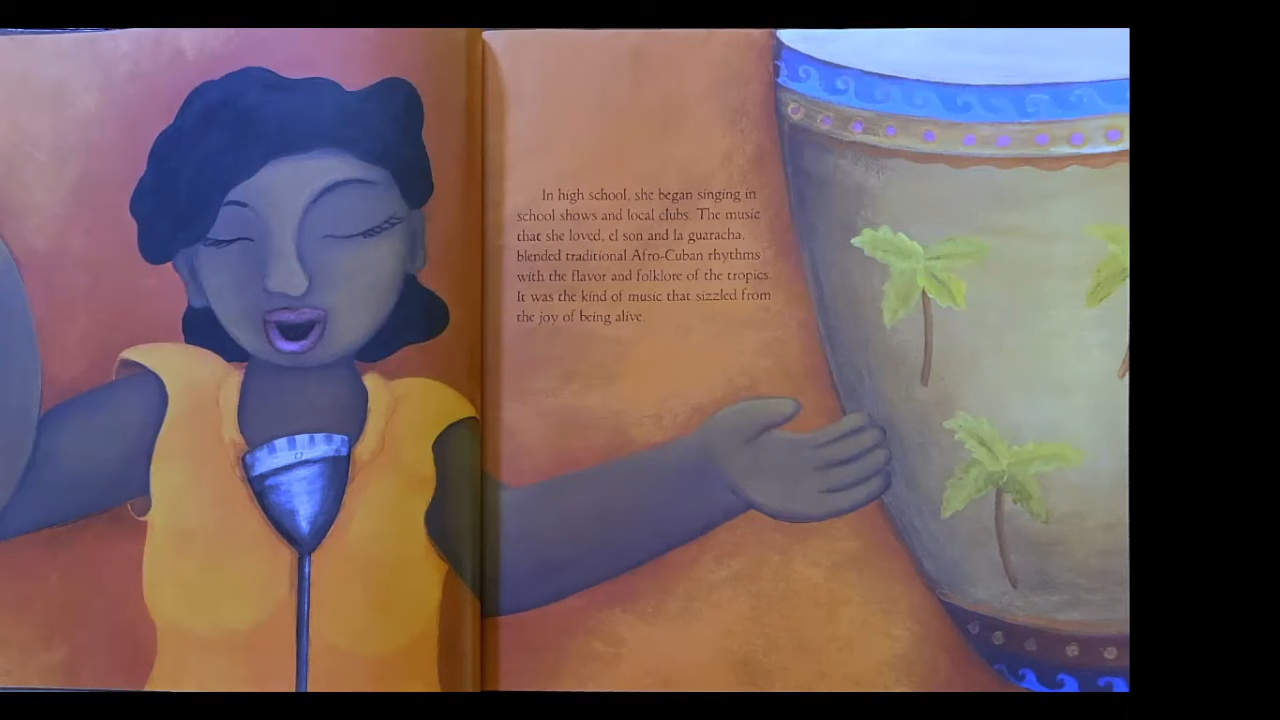 In high school, she began singing in
school shows and local clubs. The music
that she loved, el son and la guaracha,
blended traditional Afro-Cuban rhythms
with the flavor and folklore of the tropics.
It was the kind of music that sizzled from
the joy of being alive.